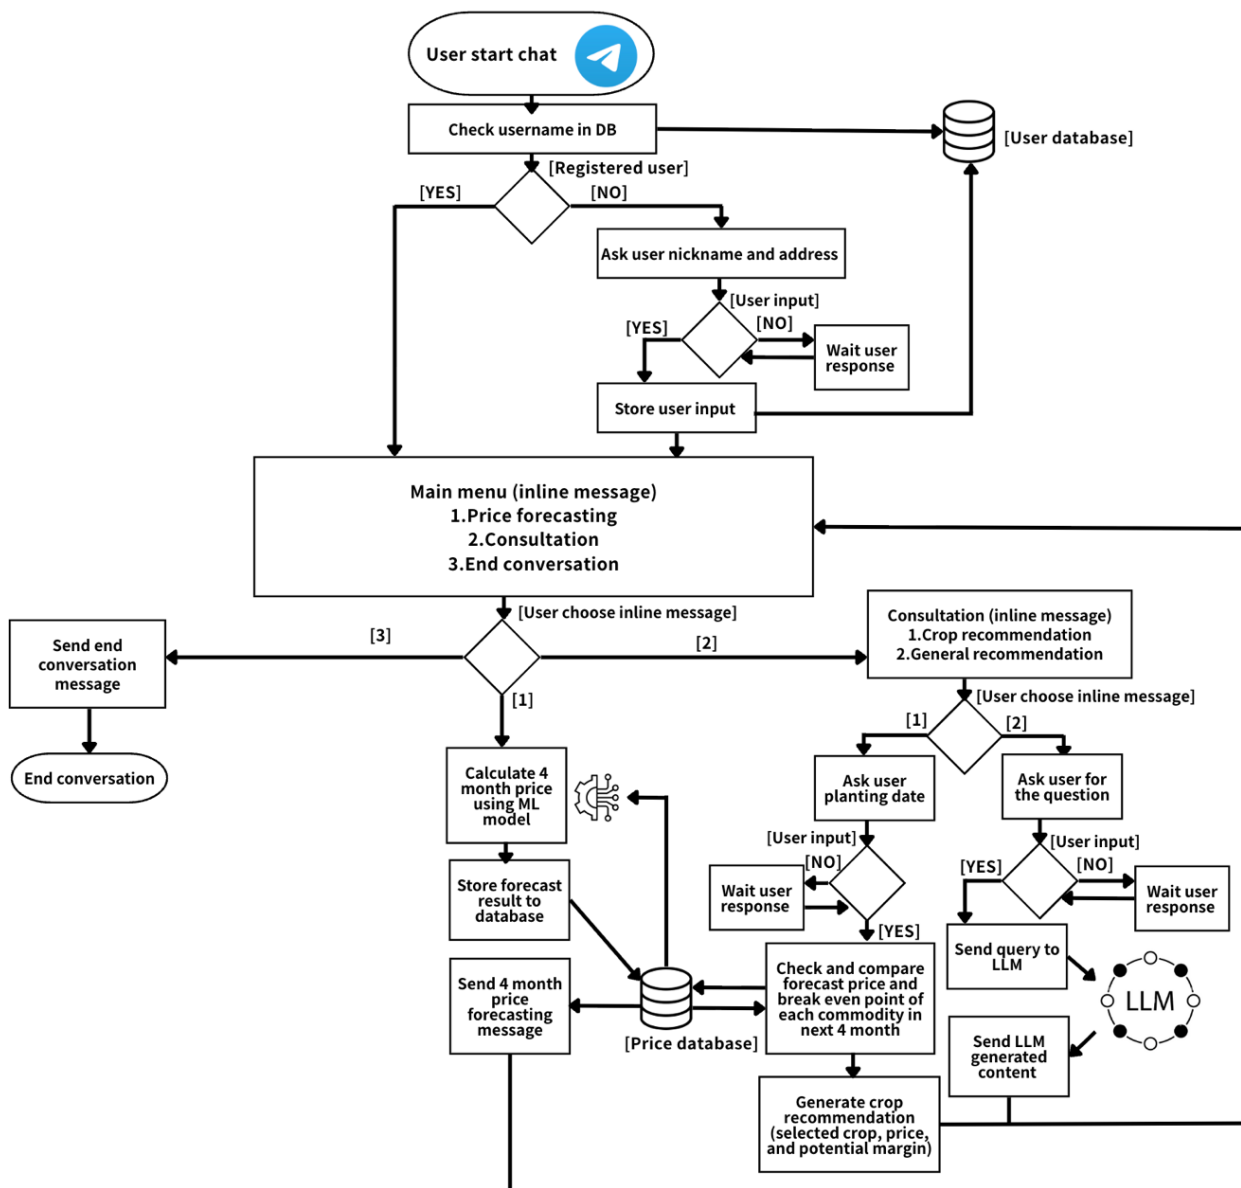 User start chat
Check username in DB
[User database]
[Registered user]
[YES]
[NO]
Ask user nickname and address
[User input]
[YES]
[NO]
Wait user
response
Store user input
Main menu (inline message)
1.Price forecasting
2.Consultation
3.End conversation
[User choose inline message]
[3]
[2]
[1]
Send end
conversation
message
End conversation
Consultation (inline message)
1.Crop recommendation
2.General recommendation
[User choose inline message]
[1]
[2]
Calculate 4
month price
using ML
model
Store forecast
result to
database
Send 4 month
price
forecasting
message
[Price database]
Ask user
planting date
[User input]
[NO]
Wait user
response
[YES]
Check and compare
forecast price and
break even point of
each commodity in
next 4 month
Generate crop
recommendation
(selected crop, price,
and potential margin)
Ask user for
the question
[User input]
[YES]
[NO]
Wait user
response
Send query to
LLM
LLM
Send LLM
generated
content